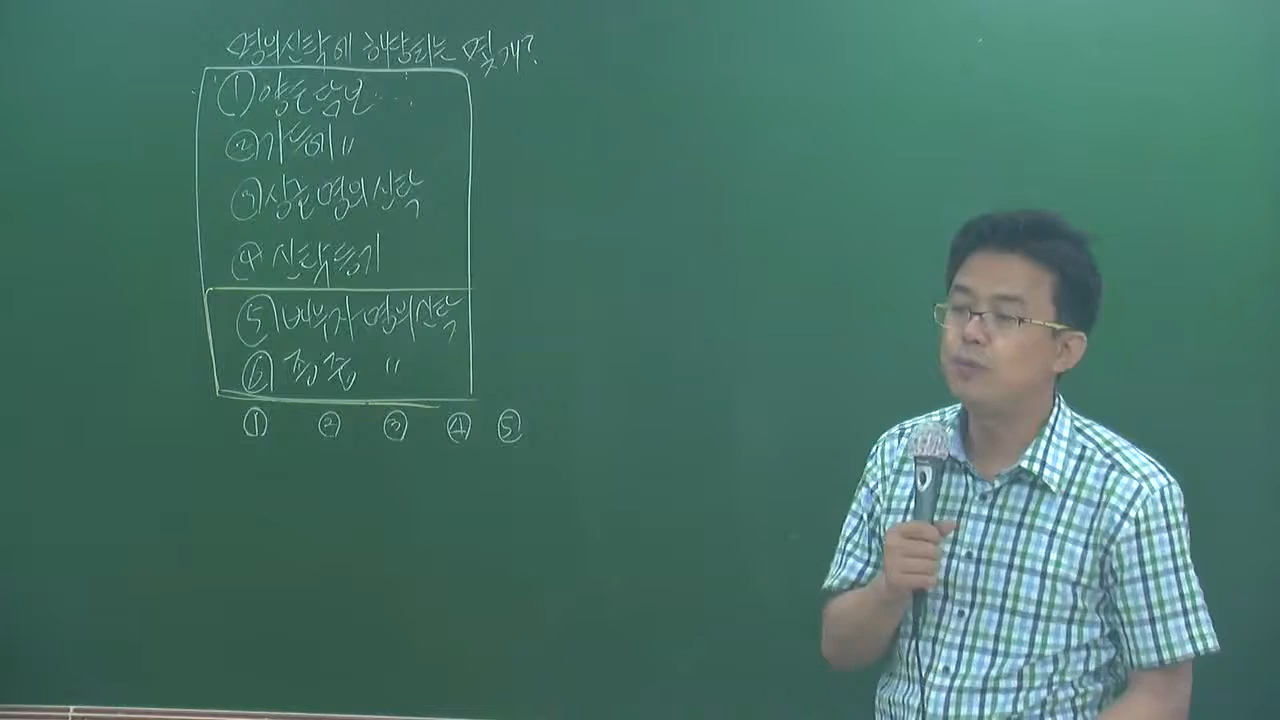 명의신탁에 해당되는 몇개?
① 양도담보 ...
② 가등기 〃
③ 상호명의신탁
④ 신탁등기
⑤ 배우자 명의신탁
⑥ 종중 〃
① ② ③ ④ ⑤